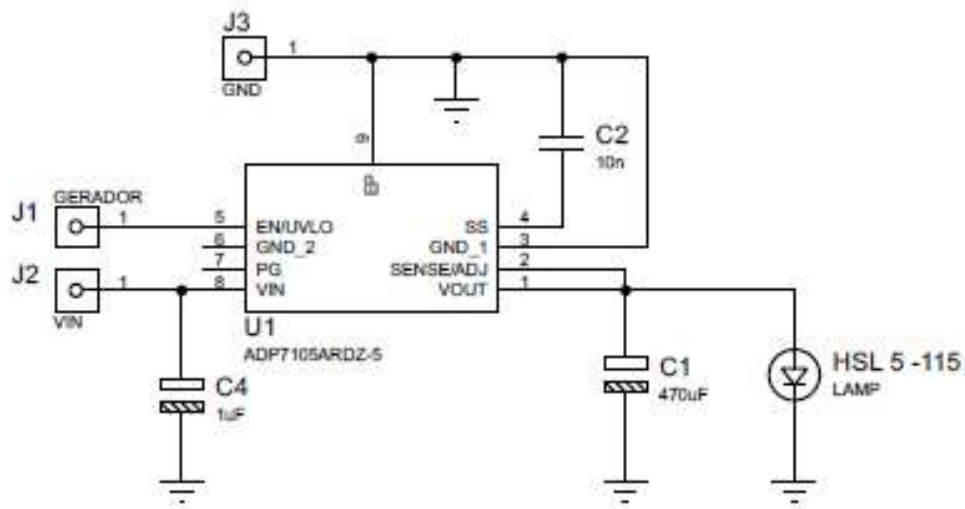 J3
1
GND
C2
10n
9
EP
GERADOR
J1
1
5
EN/UVLO
SS
4
6
GND_2
GND_1
3
7
PG
SENSE/ADJ
2
J2
1
8
VIN
VOUT
1
VIN
U1
ADP7105ARDZ-5
C4
1uF
C1
470uF
HSL 5 -115
LAMP